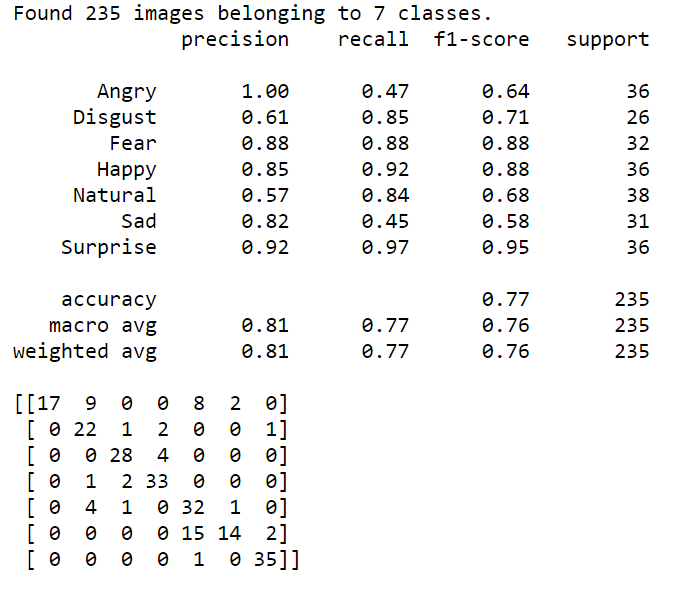 Found 235 images belonging to 7 classes.
              precision    recall  f1-score   support

       Angry       1.00      0.47      0.64        36
     Disgust       0.61      0.85      0.71        26
        Fear       0.88      0.88      0.88        32
       Happy       0.85      0.92      0.88        36
     Natural       0.57      0.84      0.68        38
         Sad       0.82      0.45      0.58        31
    Surprise       0.92      0.97      0.95        36

    accuracy                           0.77       235
   macro avg       0.81      0.77      0.76       235
weighted avg       0.81      0.77      0.76       235

[[17  9  0  0  8  2  0]
 [ 0 22  1  2  0  0  1]
 [ 0  0 28  4  0  0  0]
 [ 0  1  2 33  0  0  0]
 [ 0  4  1  0 32  1  0]
 [ 0  0  0  0 15 14  2]
 [ 0  0  0  0  1  0 35]]